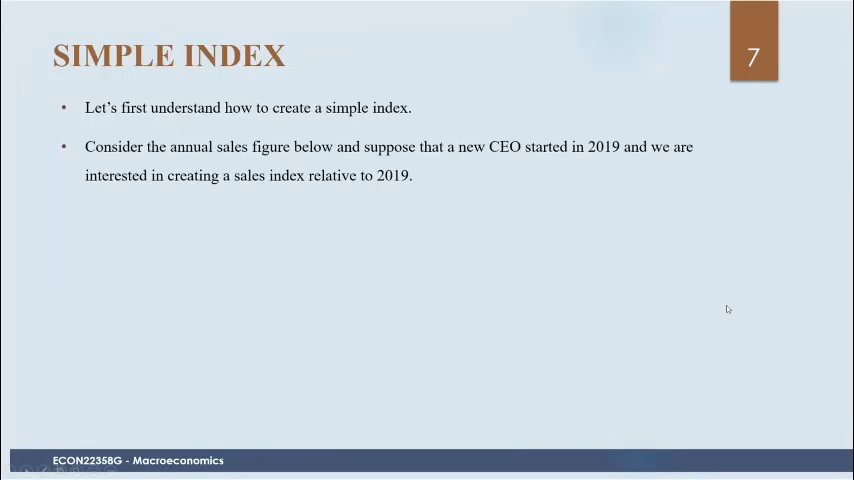 SIMPLE INDEX
7
• Let’s first understand how to create a simple index.
• Consider the annual sales figure below and suppose that a new CEO started in 2019 and we are
interested in creating a sales index relative to 2019.
ECON22358G - Macroeconomics